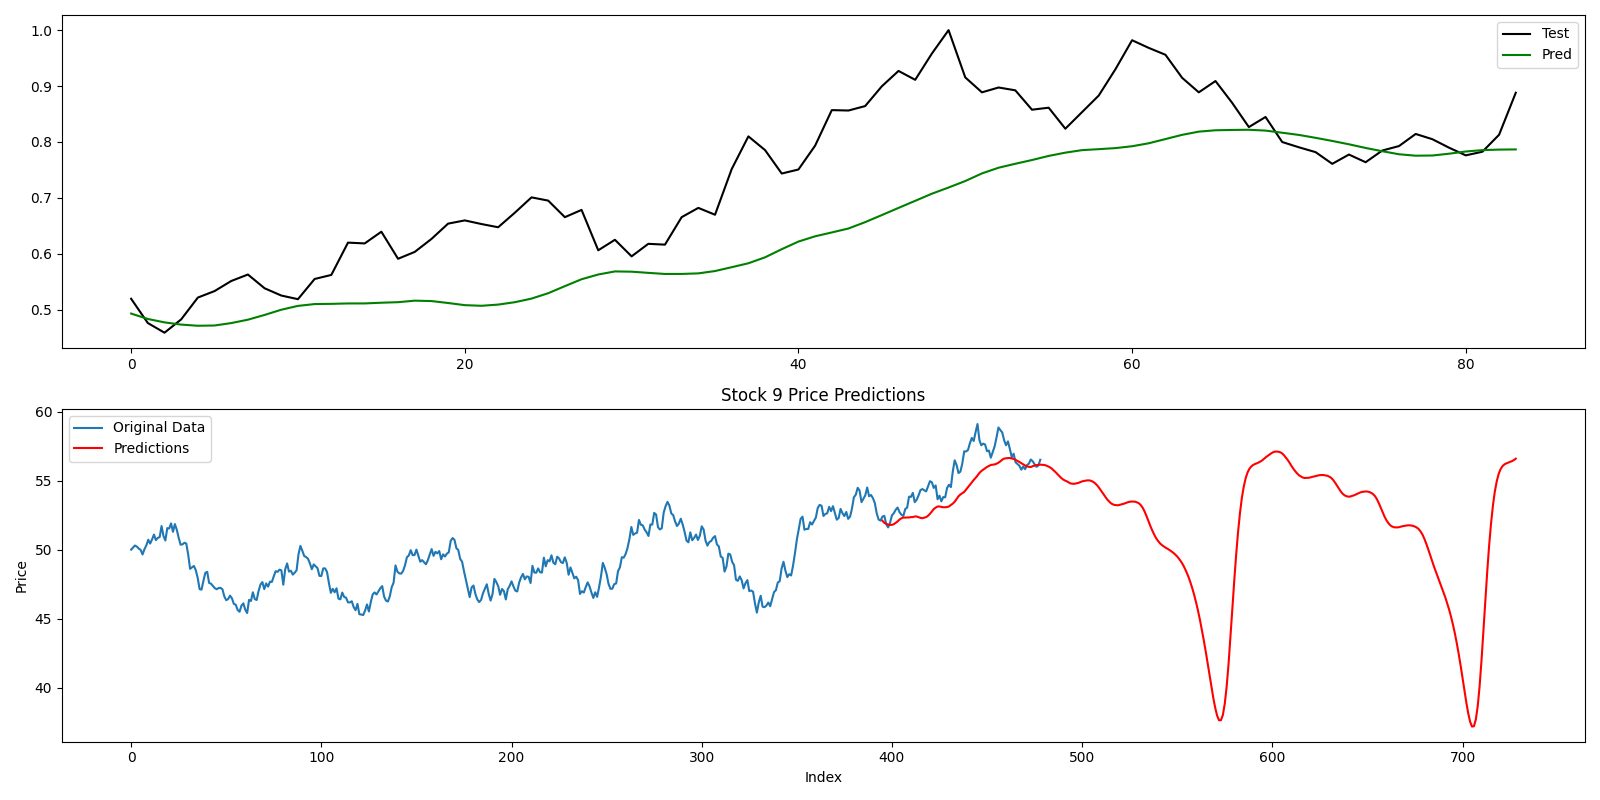 1.0
0.9
0.8
0.7
0.6
0.5
0 20 40 60 80
Test
Pred
Stock 9 Price Predictions
Original Data
Predictions
60
55
50
45
40
Price
0 100 200 300 400 500 600 700
Index